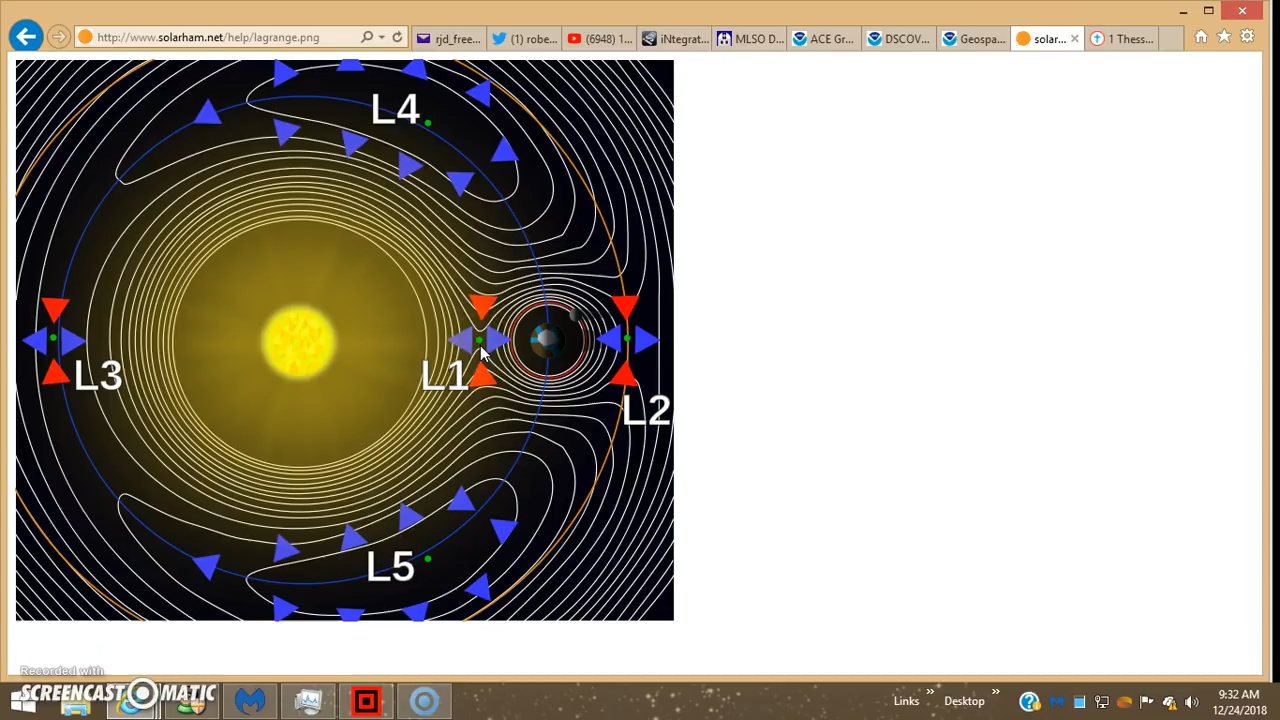 http://www.solarham.net/help/lagrange.png
rjd_free...
(1) robe...
(6948) 1...
iNtegrat...
MLSO D...
ACE Gr...
DSCOV...
Geospa...
solar...
1 Thess...
L4
L3
L1
L2
L5
Recorded with
SCREENCAST-O-MATIC
Links
Desktop
9:32 AM
12/24/2018